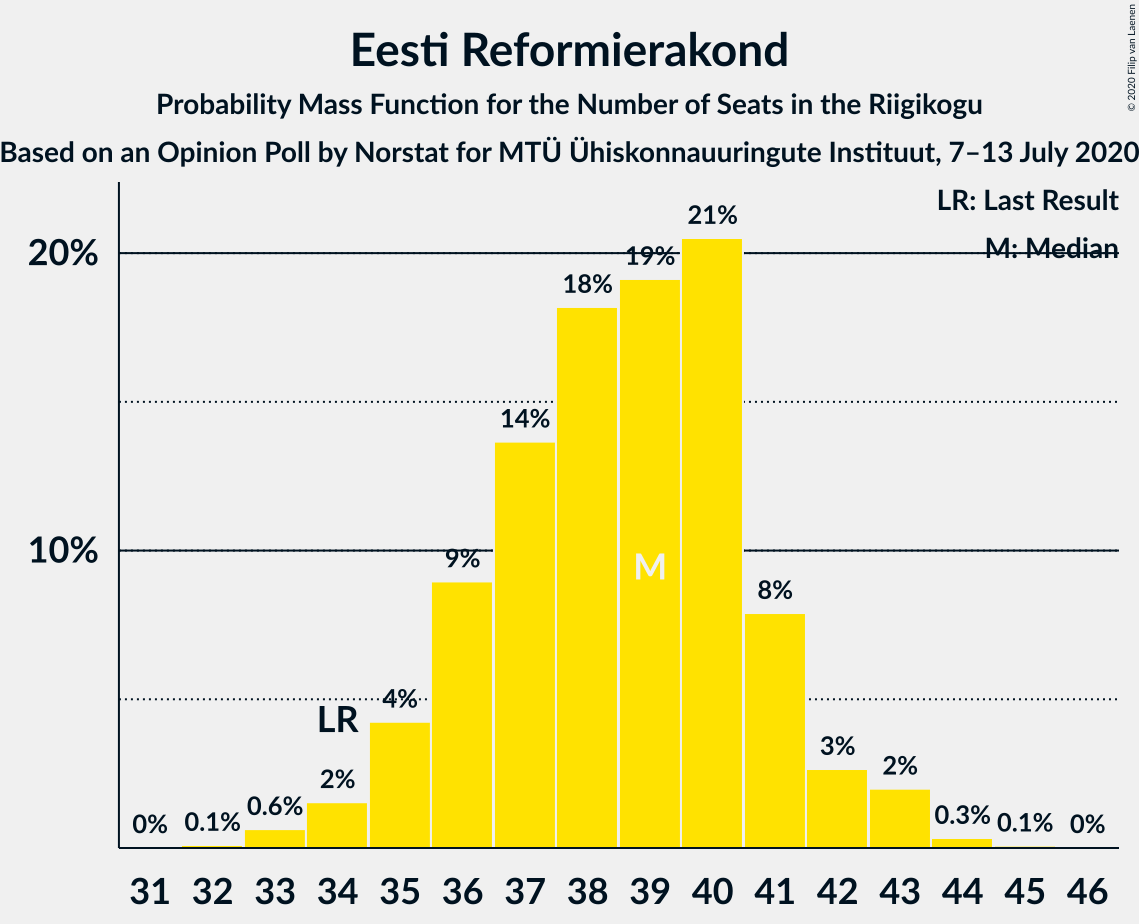 Eesti Reformierakond
Probability Mass Function for the Number of Seats in the Riigikogu
Based on an Opinion Poll by Norstat for MTÜ Ühiskonnauuringute Instituut, 7–13 July 2020
© 2020 Filip van Laenen
LR: Last Result
M: Median
20%
10%
0% 0.1% 0.6% 2% 4% 9% 14% 18% 19% 21% 8% 3% 2% 0.3% 0.1% 0%
LR
M
31 32 33 34 35 36 37 38 39 40 41 42 43 44 45 46